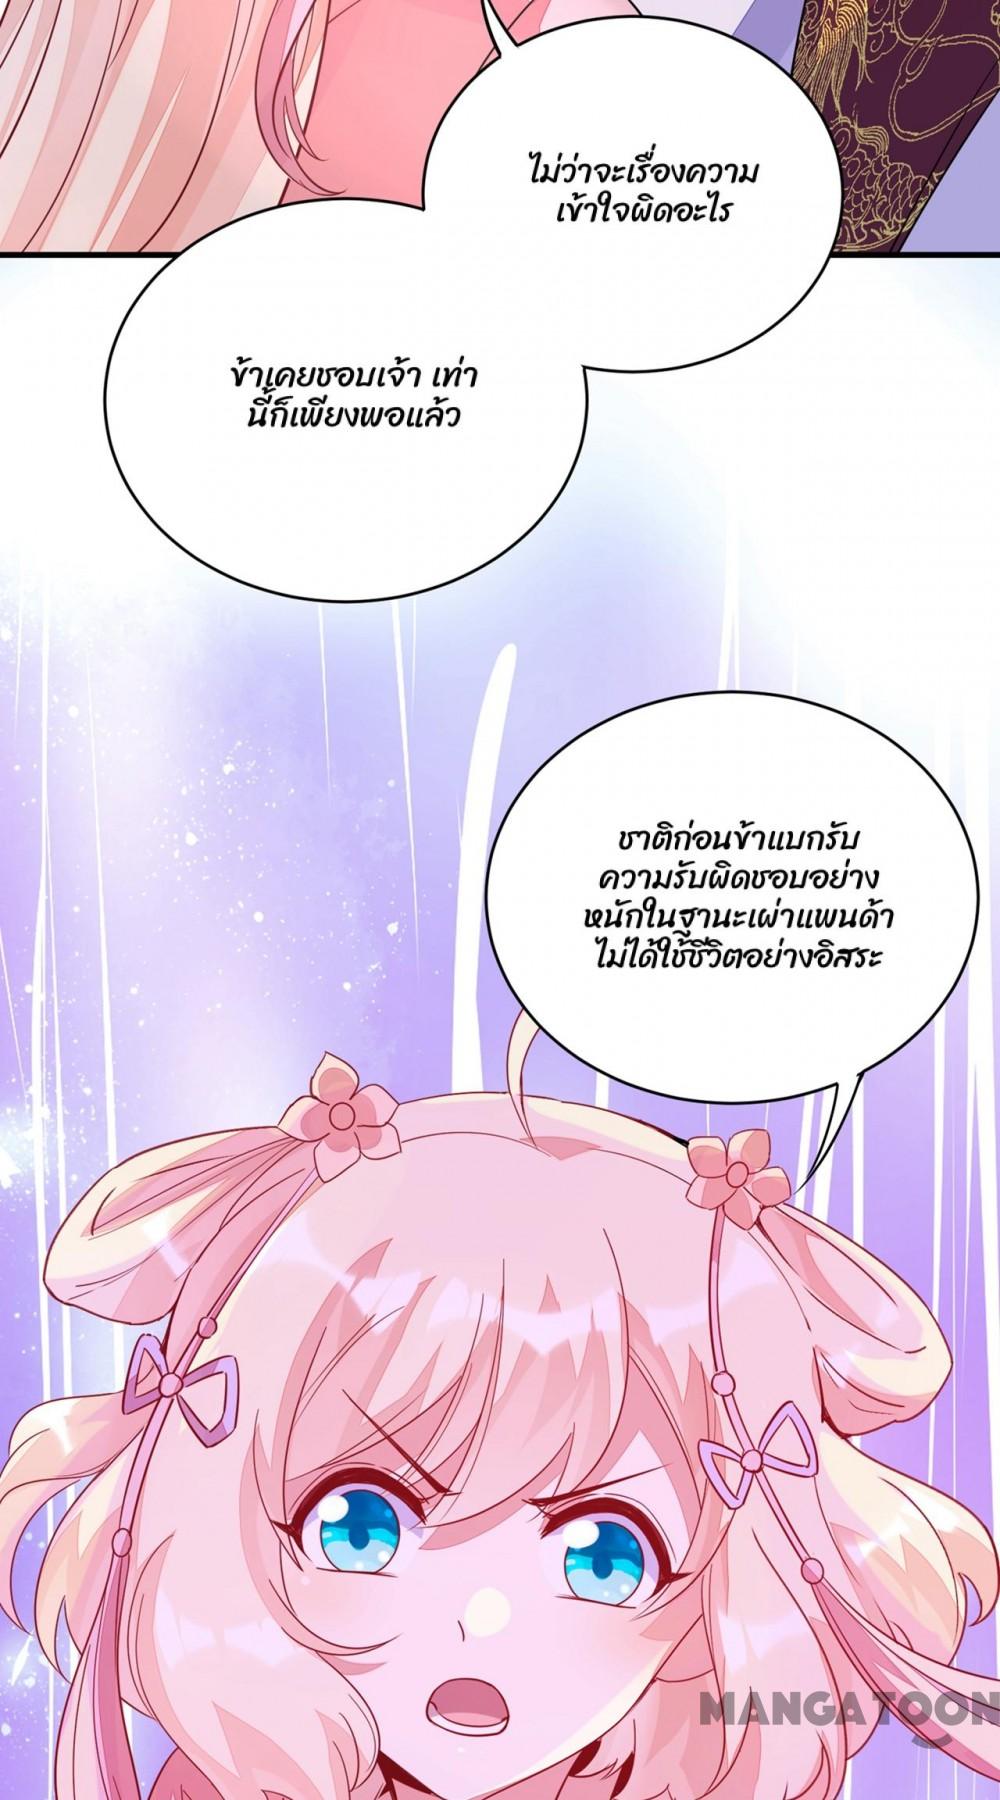 ไม่ว่าจะเรื่องความ
เข้าใจผิดอะไร
ข้าเคยชอบเจ้า เท่า
นี้ก็เพียงพอแล้ว
ชาติก่อนข้าแบกรับ
ความรับผิดชอบอย่าง
หนักในฐานะเผ่าแพนด้า
ไม่ได้ใช้ชีวิตอย่างอิสระ
MANGATOON